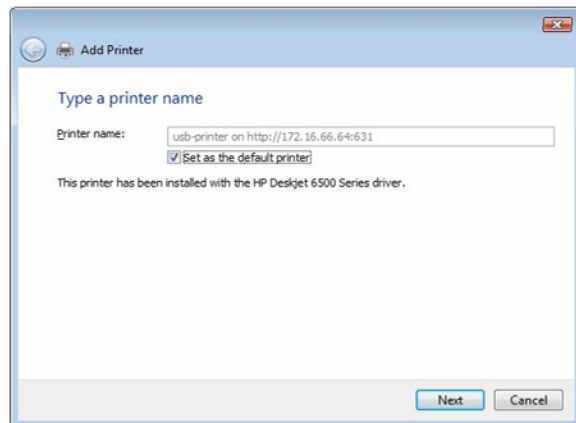 Add Printer
Type a printer name
Printer name:
usb-printer on http://172.16.66.64:631
Set as the default printer
This printer has been installed with the HP Deskjet 6500 Series driver.
Next
Cancel